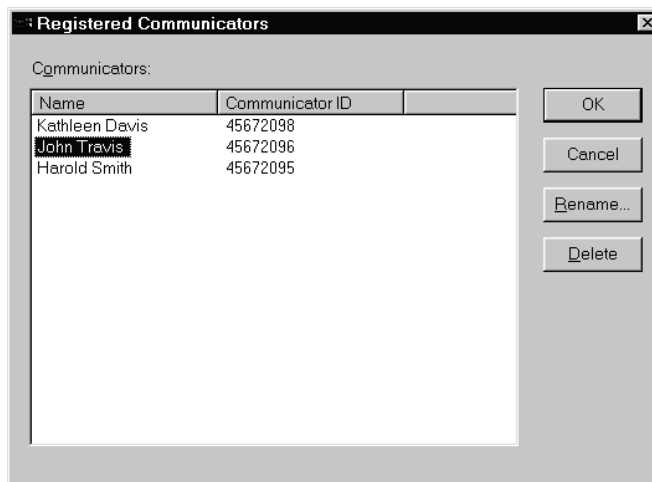 Registered Communicators
Communicators:
Name Communicator ID
Kathleen Davis 45672098
John Travis 45672096
Harold Smith 45672095
OK
Cancel
Rename...
Delete